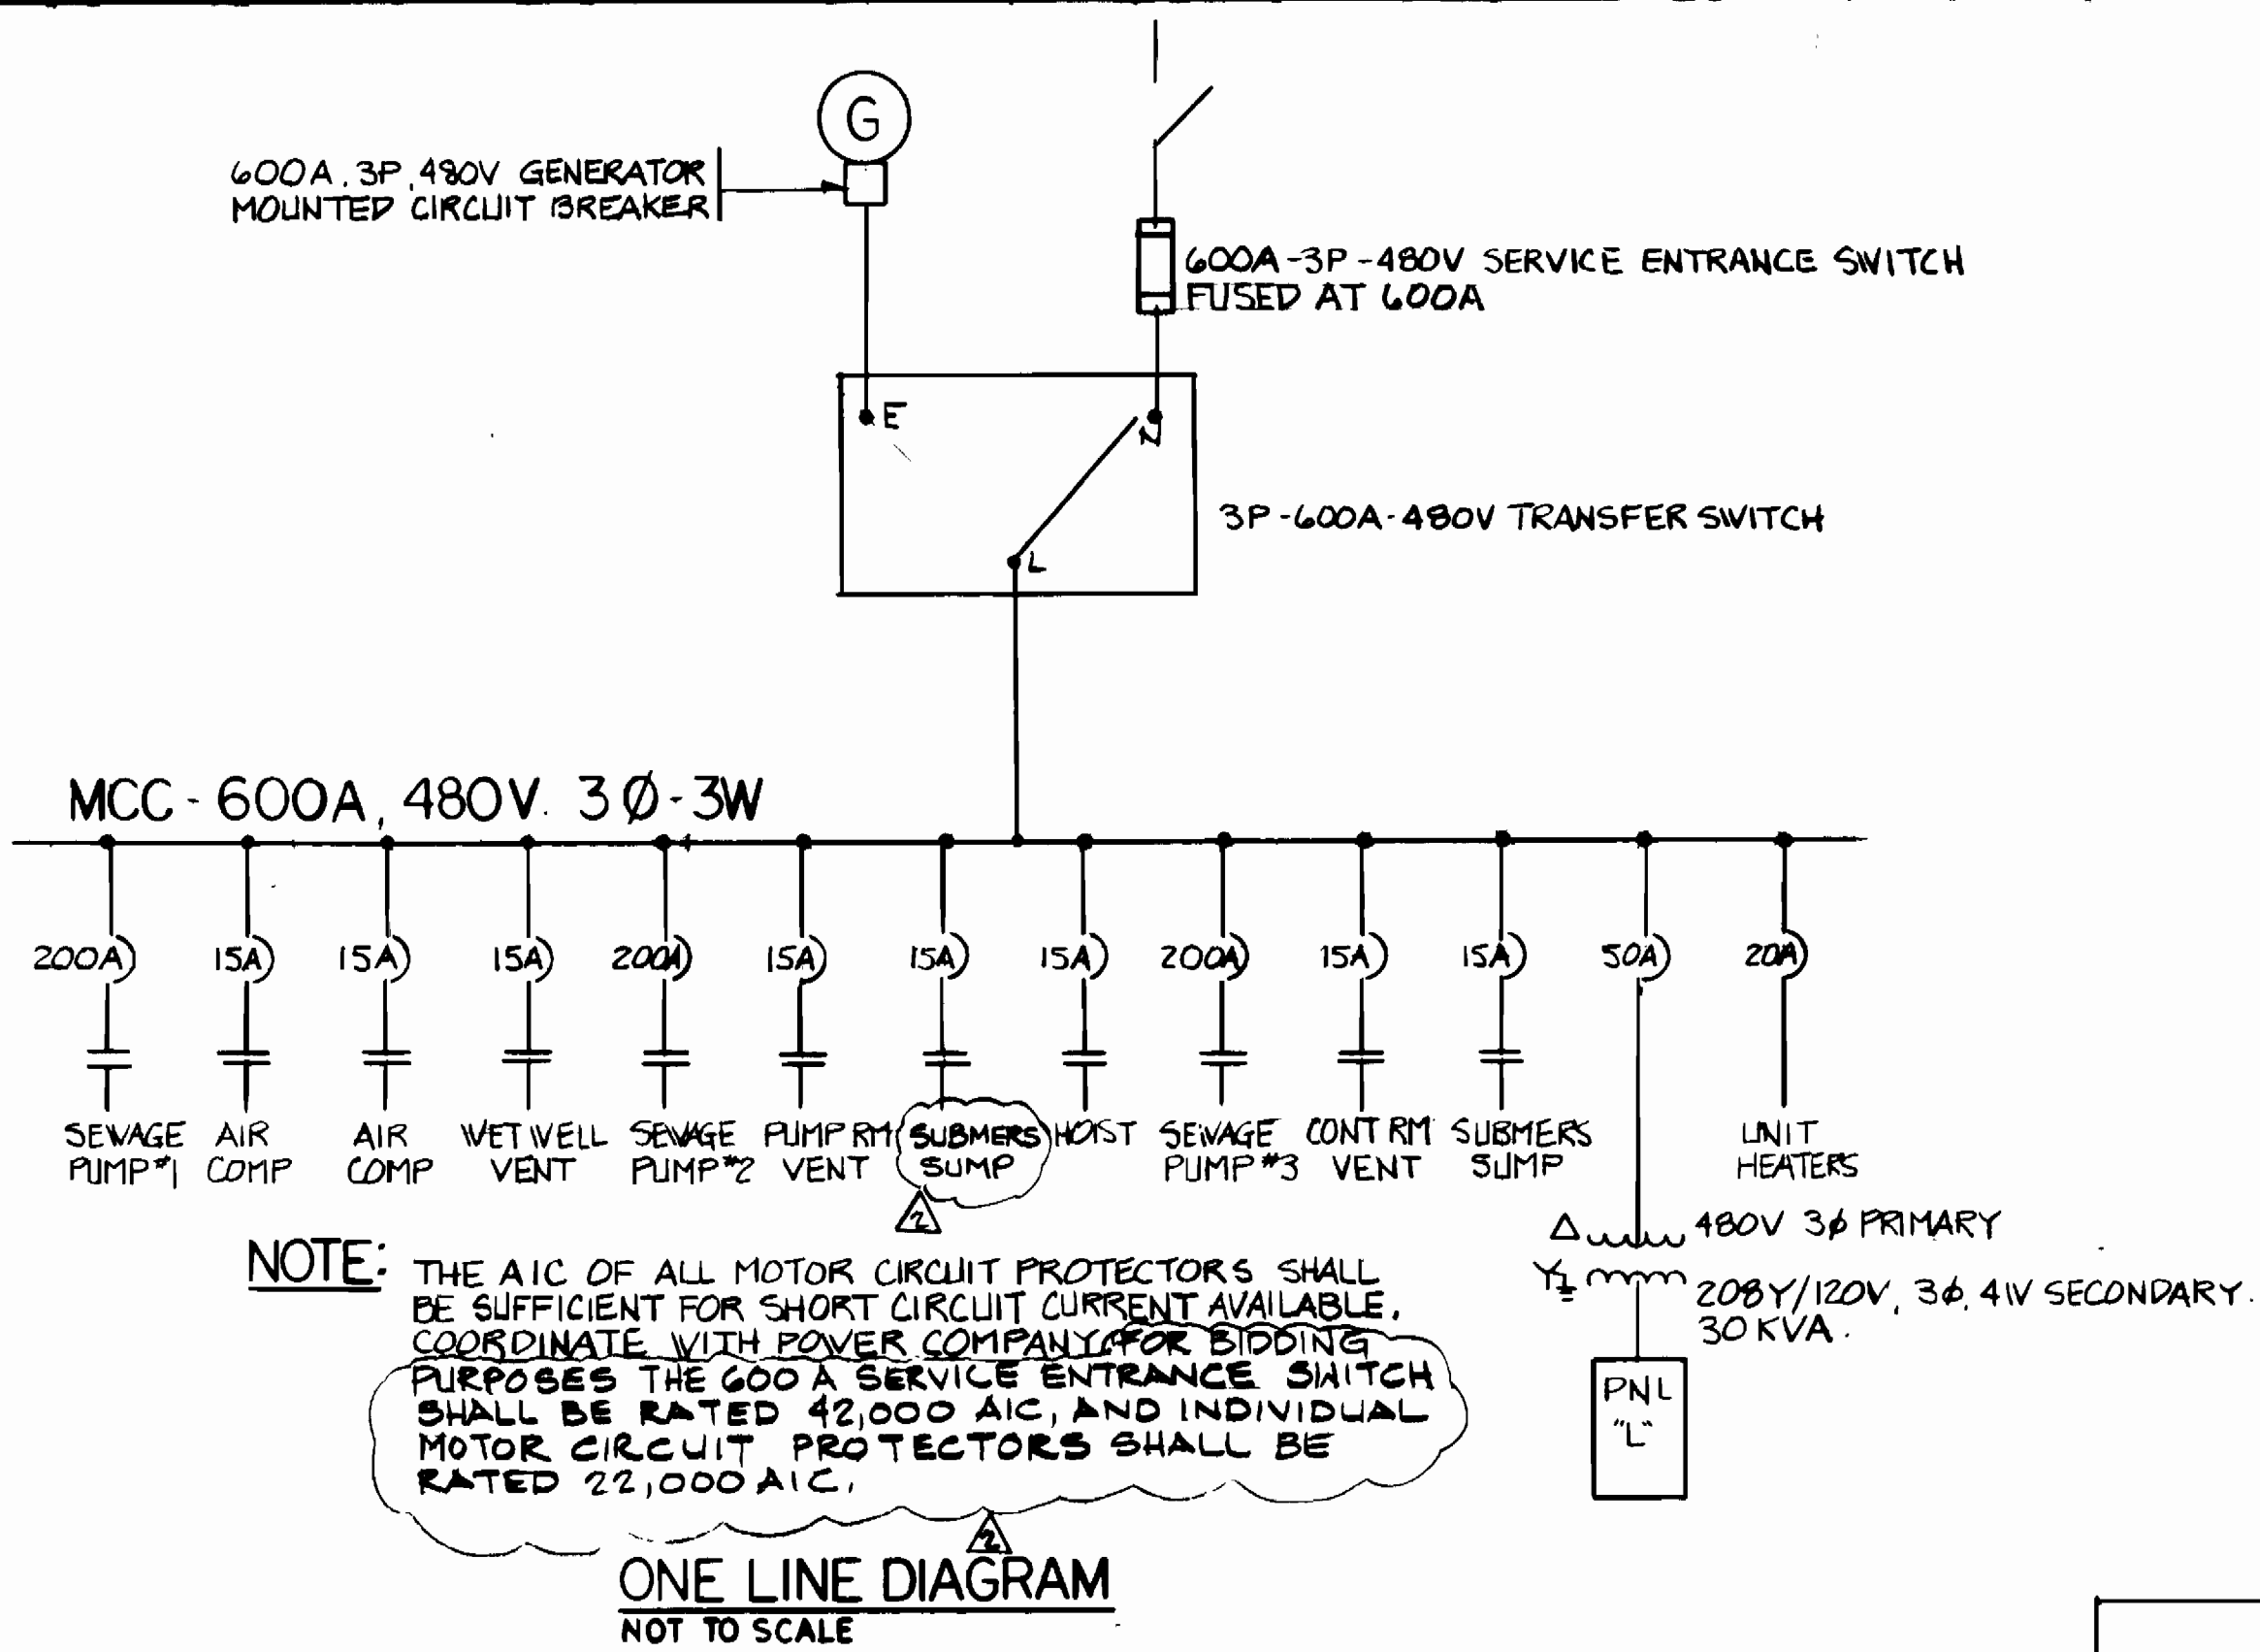 G
600A, 3P, 480V GENERATOR
MOUNTED CIRCUIT BREAKER
600A-3P-480V SERVICE ENTRANCE SWITCH
FUSED AT 600A
E
N
L
3P-600A-480V TRANSFER SWITCH
MCC-600A, 480V. 3Ø-3W
200A 15A 15A 15A 200A 15A 15A 15A 200A 15A 15A 50A 20A
SEWAGE
PUMP#1
AIR
COMP
AIR
COMP
WET WELL
VENT
SEWAGE
PUMP#2
PUMP RM
VENT
SUBMERS
SUMP
2
HOIST
SEWAGE
PUMP#3
CONT RM
VENT
SUBMERS
SUMP
UNIT
HEATERS
Δ 480V 3ø PRIMARY
Y 208Y/120V, 3ø, 4W SECONDARY.
30 KVA.
PNL
"L"
NOTE: THE AIC OF ALL MOTOR CIRCUIT PROTECTORS SHALL
BE SUFFICIENT FOR SHORT CIRCUIT CURRENT AVAILABLE.
COORDINATE WITH POWER COMPANY. FOR BIDDING
PURPOSES THE 600 A SERVICE ENTRANCE SWITCH
SHALL BE RATED 42,000 AIC, AND INDIVIDUAL
MOTOR CIRCUIT PROTECTORS SHALL BE
RATED 22,000 AIC.
2
ONE LINE DIAGRAM
NOT TO SCALE